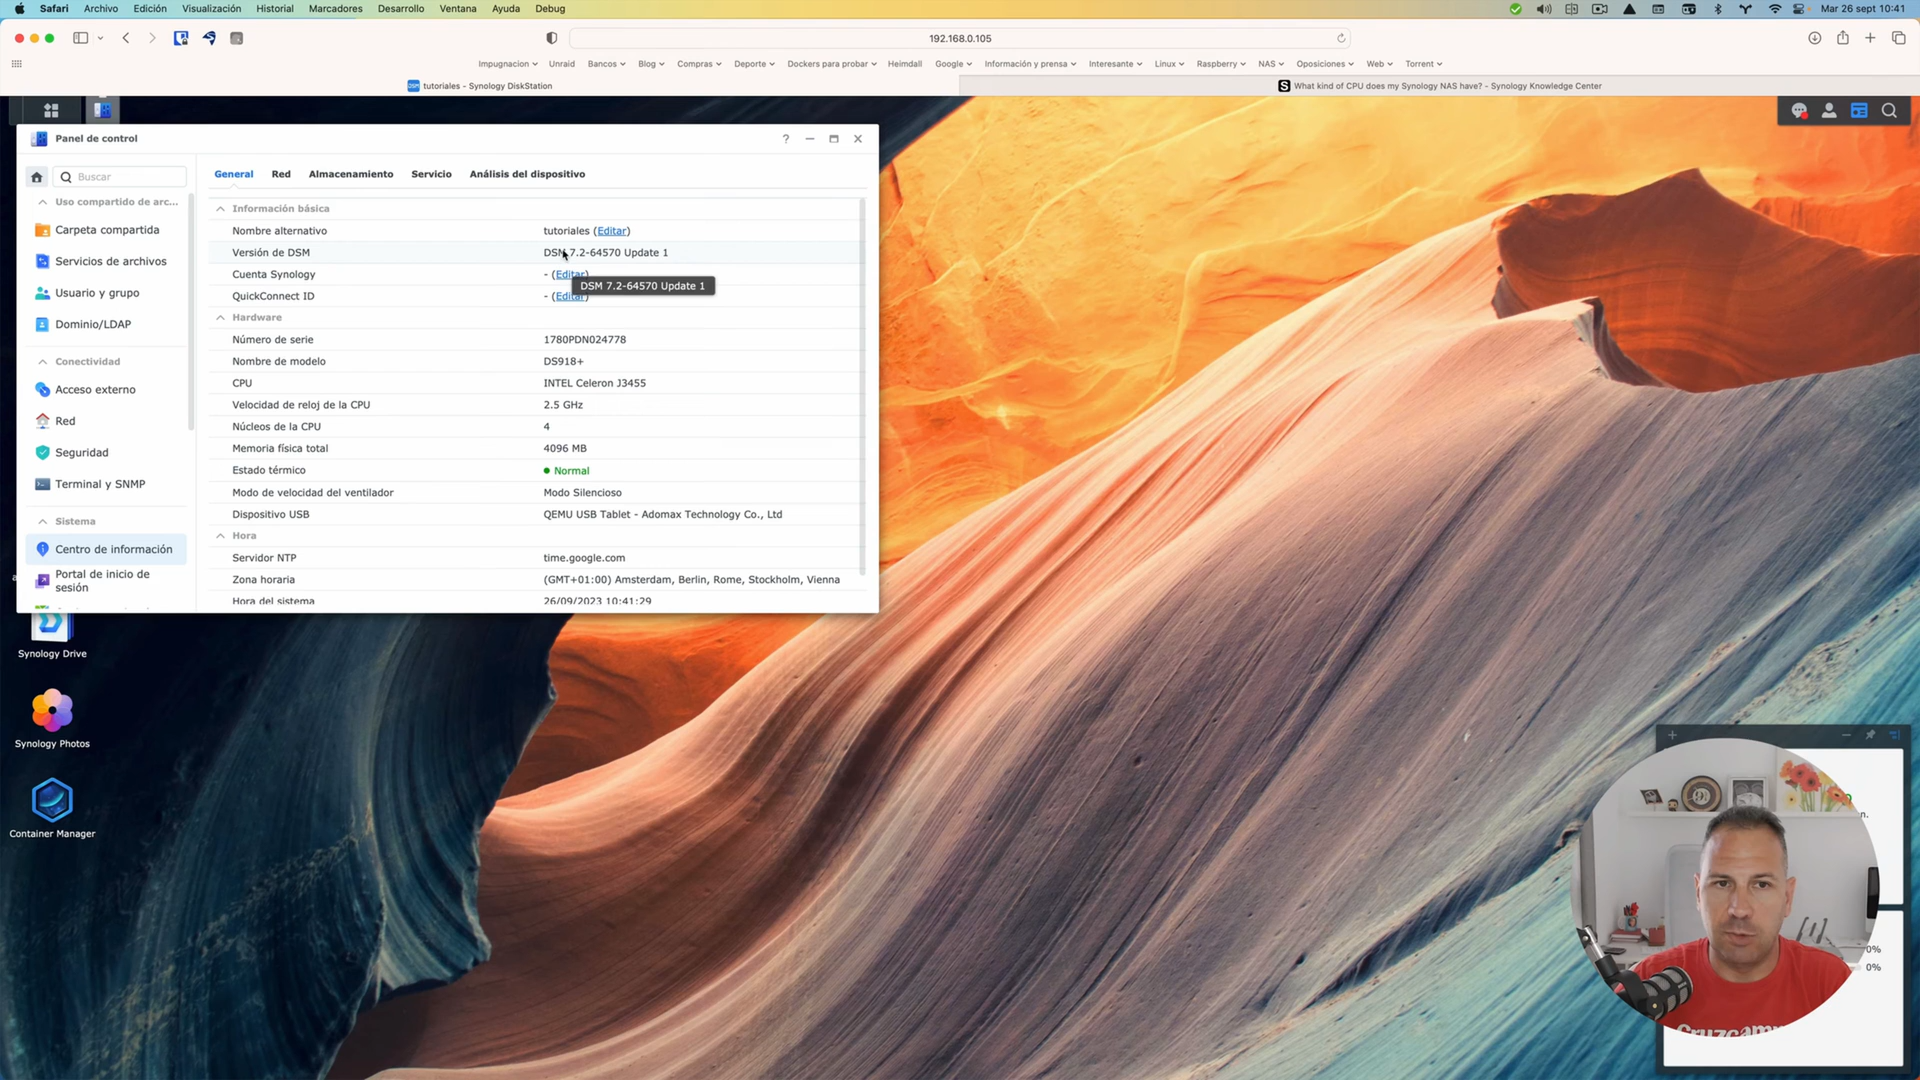 Safari Archivo Edición Visualización Historial Marcadores Desarrollo Ventana Ayuda Debug Mar 26 sept 10:41
192.168.0.105
Impugnacion Unraid Bancos Blog Compras Deporte Dockers para probar Heimdall Google Información y prensa Interesante Linux Raspberry NAS Oposiciones Web Torrent
tutoriales - Synology DiskStation
What kind of CPU does my Synology NAS have? - Synology Knowledge Center
Panel de control
?
Buscar
Uso compartido de arc...
Carpeta compartida
Servicios de archivos
Usuario y grupo
Dominio/LDAP
Conectividad
Acceso externo
Red
Seguridad
Terminal y SNMP
Sistema
Centro de información
Portal de inicio de
sesión
General Red Almacenamiento Servicio Análisis del dispositivo
Información básica
Nombre alternativo tutoriales (Editar)
Versión de DSM DSM 7.2-64570 Update 1
Cuenta Synology - (Editar)
DSM 7.2-64570 Update 1
QuickConnect ID - (Editar)
Hardware
Número de serie 1780PDN024778
Nombre de modelo DS918+
CPU INTEL Celeron J3455
Velocidad de reloj de la CPU 2.5 GHz
Núcleos de la CPU 4
Memoria física total 4096 MB
Estado térmico Normal
Modo de velocidad del ventilador Modo Silencioso
Dispositivo USB QEMU USB Tablet - Adomax Technology Co., Ltd
Hora
Servidor NTP time.google.com
Zona horaria (GMT+01:00) Amsterdam, Berlin, Rome, Stockholm, Vienna
Hora del sistema 26/09/2023 10:41:29
Synology Drive
Synology Photos
Container Manager
n.
0%
0%